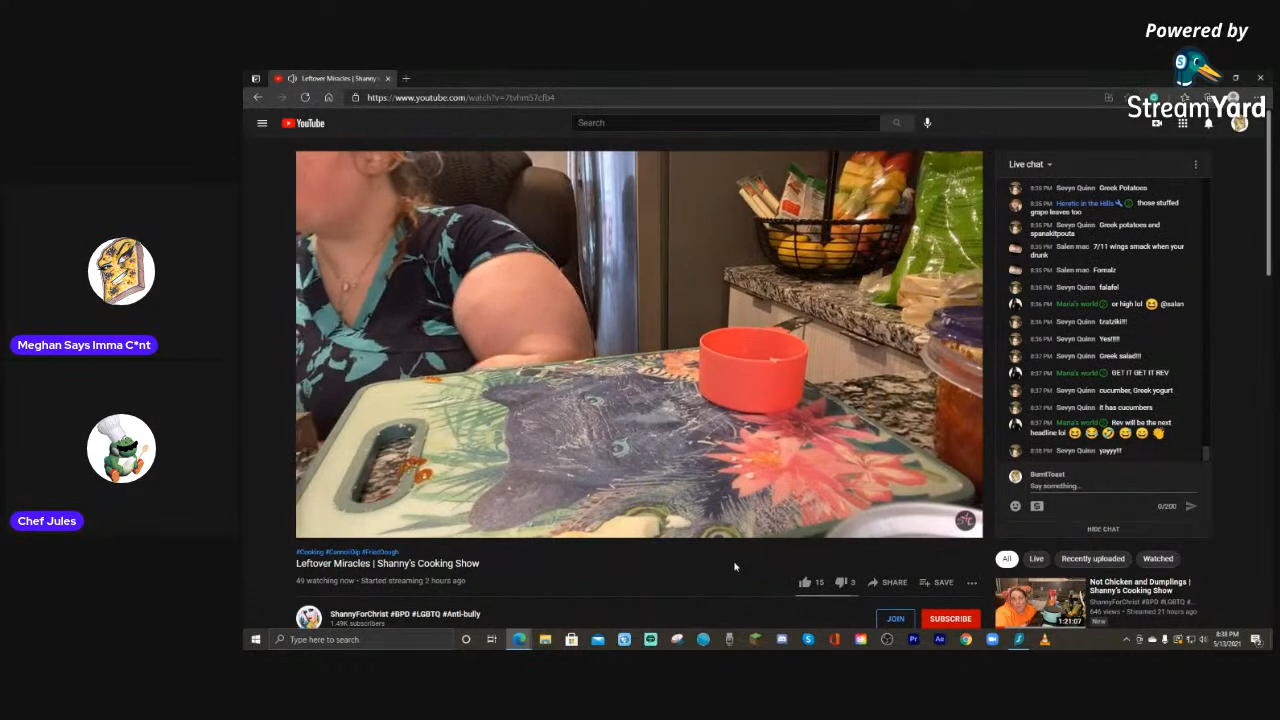 Powered by
StreamYard
Leftover Miracles | Shanny's
https://www.youtube.com/watch?v=7tvhm57cfb4
YouTube
Search
Live chat
8:35 PM Sevyn Quinn Greek Potatoes
8:35 PM Heretic in the Hills those stuffed
grape leaves too
8:35 PM Sevyn Quinn Greek potatoes and
spanakitpouta
8:35 PM Salen mac 7/11 wings smack when your
drunk
8:35 PM Salen mac Forrealz
8:35 PM Sevyn Quinn falafel
8:36 PM Maria's world or high lol @salan
8:36 PM Sevyn Quinn tzatziki!!!
8:36 PM Sevyn Quinn Yes!!!!!
8:37 PM Sevyn Quinn Greek salad!!!
8:37 PM Maria's world GET IT GET IT REV
8:37 PM Sevyn Quinn cucumber, Greek yogurt
8:37 PM Sevyn Quinn it has cucumbers
8:37 PM Maria's world Rev will be the next
headline lol
8:38 PM Sevyn Quinn yayyy!!!
BurntToast
Say something...
0/200
HIDE CHAT
Meghan Says Imma C*nt
Chef Jules
#Cooking #CannoliDip #FriedDough
Leftover Miracles | Shanny's Cooking Show
49 watching now • Started streaming 2 hours ago
15
3
SHARE
SAVE
ShannyForChrist #BPD #LGBTQ #Anti-bully
1.49K subscribers
JOIN
SUBSCRIBE
All
Live
Recently uploaded
Watched
Not Chicken and Dumplings |
Shanny's Cooking Show
ShannyForChrist #BPD #LGBTQ #...
646 views • Streamed 21 hours ago
New
1:21:07
Type here to search
8:38 PM
5/13/2021